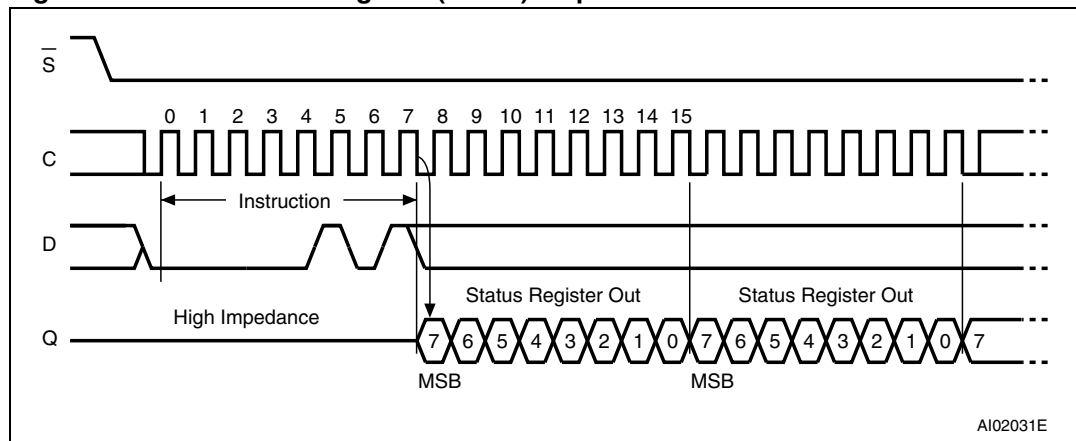 S
0 1 2 3 4 5 6 7 8 9 10 11 12 13 14 15
C
Instruction
D
Status Register Out Status Register Out
High Impedance
Q 7 6 5 4 3 2 1 0 7 6 5 4 3 2 1 0 7
MSB MSB
AI02031E